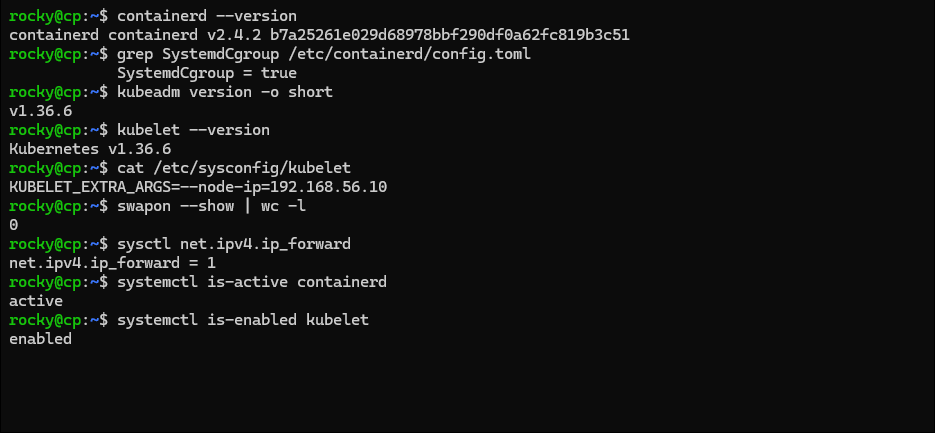 rocky@cp:~$ containerd --version
containerd containerd v2.4.2 b7a25261e029d68978bbf290df0a62fc819b3c51
rocky@cp:~$ grep SystemdCgroup /etc/containerd/config.toml
            SystemdCgroup = true
rocky@cp:~$ kubeadm version -o short
v1.36.6
rocky@cp:~$ kubelet --version
Kubernetes v1.36.6
rocky@cp:~$ cat /etc/sysconfig/kubelet
KUBELET_EXTRA_ARGS=--node-ip=192.168.56.10
rocky@cp:~$ swapon --show | wc -l
0
rocky@cp:~$ sysctl net.ipv4.ip_forward
net.ipv4.ip_forward = 1
rocky@cp:~$ systemctl is-active containerd
active
rocky@cp:~$ systemctl is-enabled kubelet
enabled